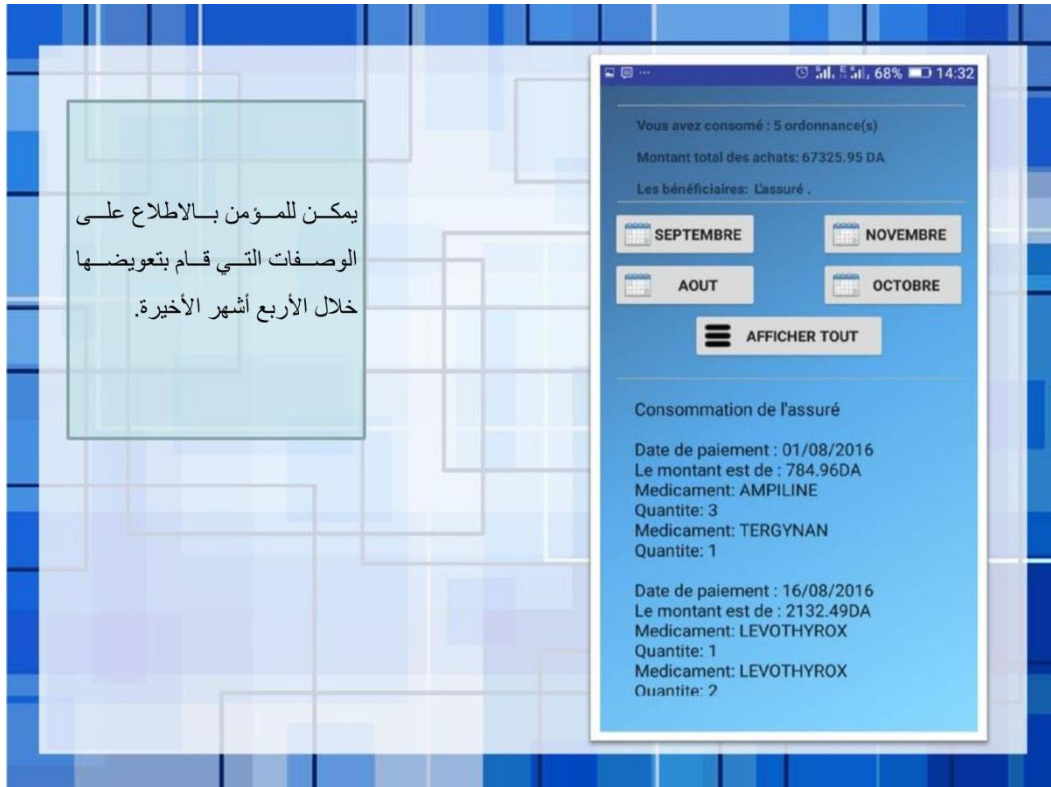 يمكن للمؤمن بالاطلاع على
الوصفات التي قام بتعويضها
خلال الأربع أشهر الأخيرة.
68% 14:32
Vous avez consomé : 5 ordonnance(s)
Montant total des achats: 67325.95 DA
Les bénéficiaires: L'assuré .
SEPTEMBRE NOVEMBRE
AOUT OCTOBRE
AFFICHER TOUT
Consommation de l'assuré
Date de paiement : 01/08/2016
Le montant est de : 784.96DA
Medicament: AMPILINE
Quantite: 3
Medicament: TERGYNAN
Quantite: 1
Date de paiement : 16/08/2016
Le montant est de : 2132.49DA
Medicament: LEVOTHYROX
Quantite: 1
Medicament: LEVOTHYROX
Quantite: 2